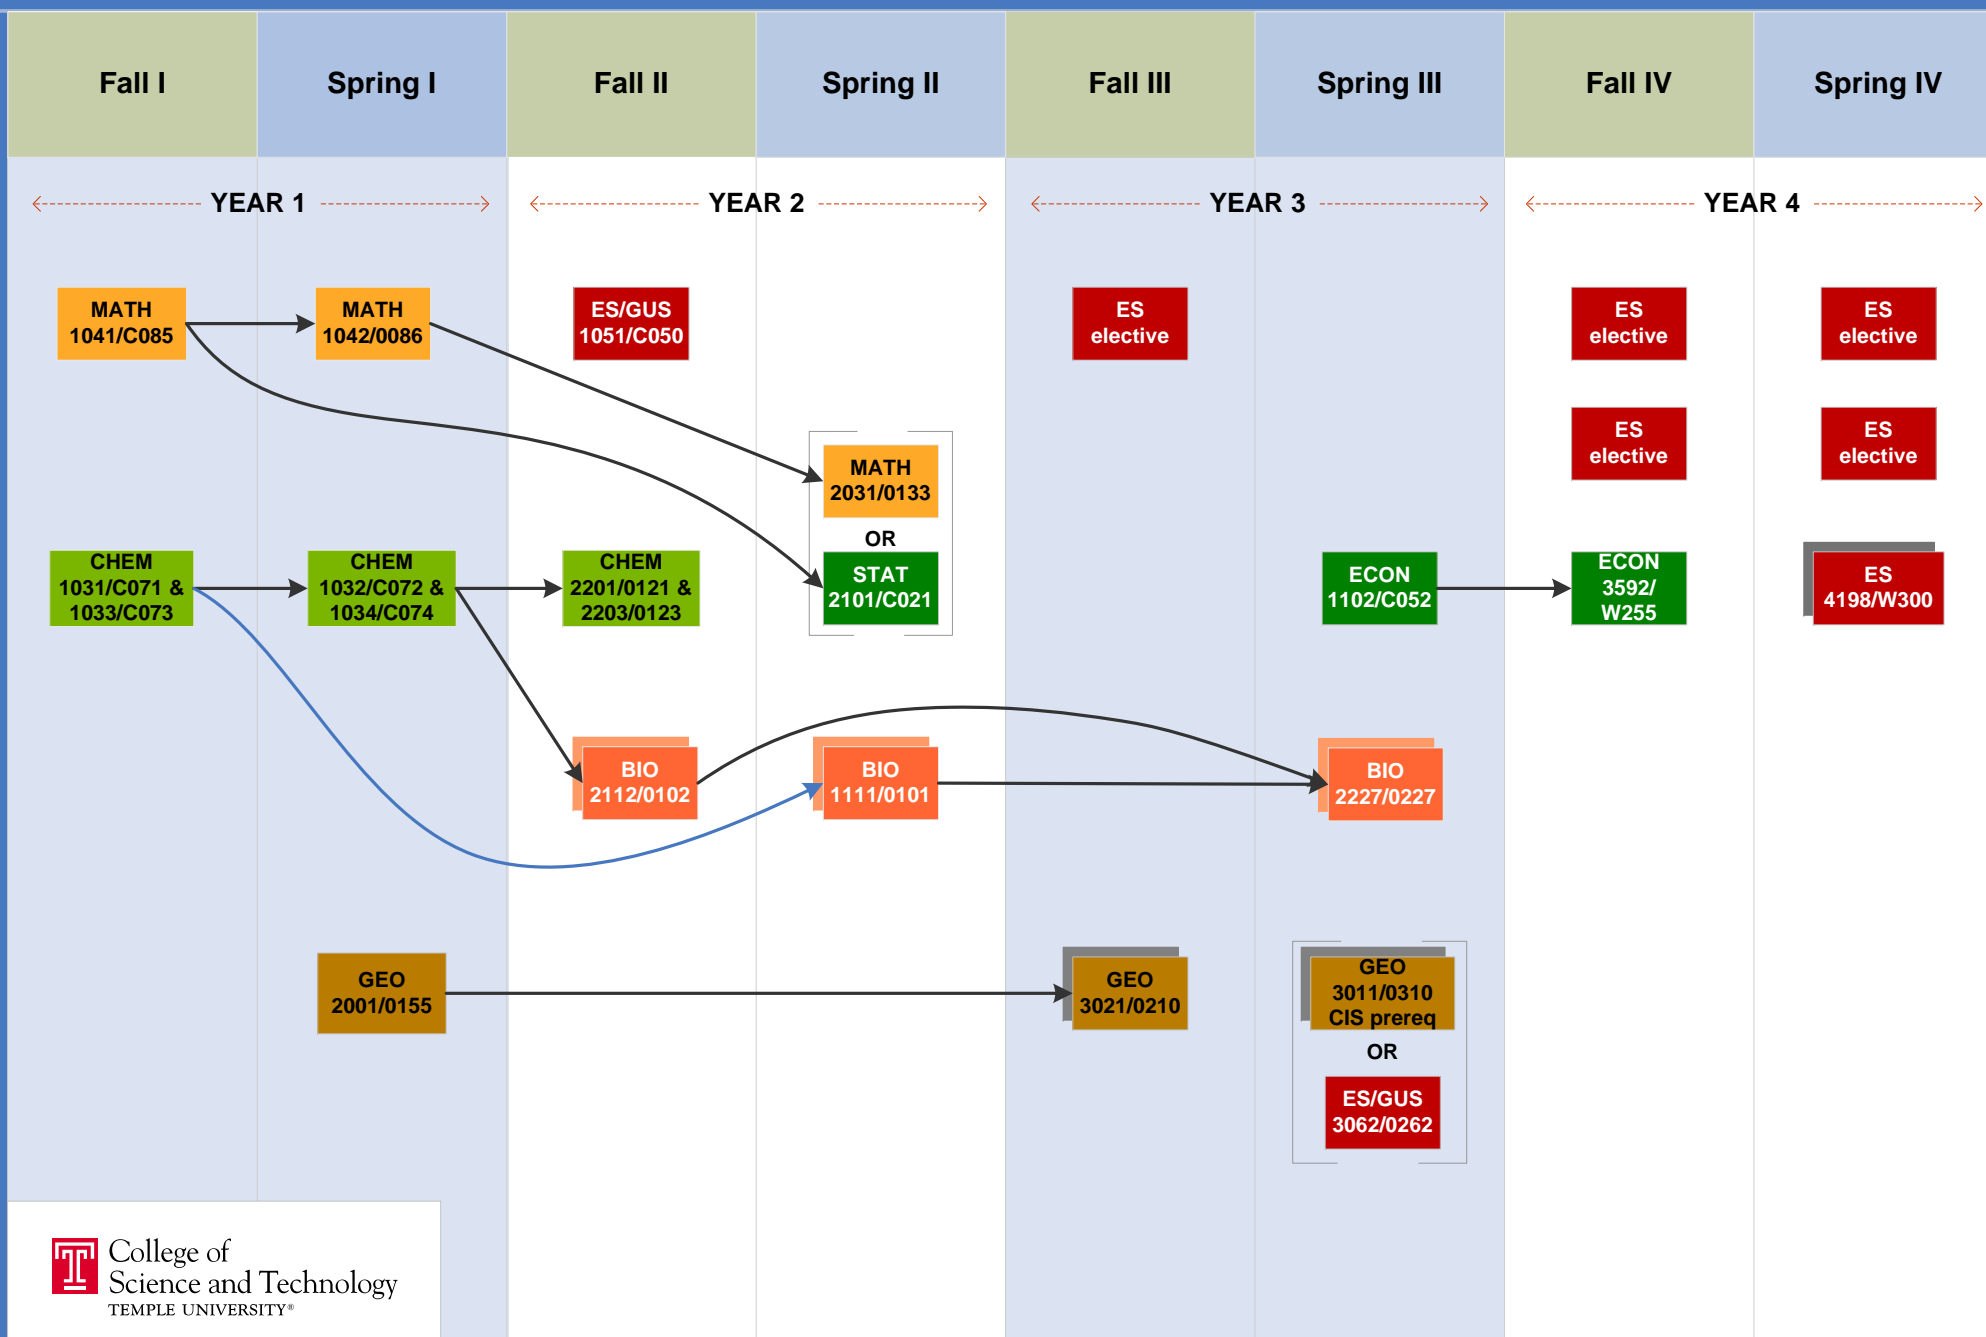 Fall I
Spring I
Fall II
Spring II
Fall III
Spring III
Fall IV
Spring IV
YEAR 1
YEAR 2
YEAR 3
YEAR 4
MATH
1041/C085
MATH
1042/0086
ES/GUS
1051/C050
ES
elective
ES
elective
ES
elective
ES
elective
ES
elective
MATH
2031/0133
OR
STAT
2101/C021
CHEM
1031/C071 &
1033/C073
CHEM
1032/C072 &
1034/C074
CHEM
2201/0121 &
2203/0123
ECON
1102/C052
ECON
3592/
W255
ES
4198/W300
BIO
2112/0102
BIO
1111/0101
BIO
2227/0227
GEO
2001/0155
GEO
3021/0210
GEO
3011/0310
CIS prereq
OR
ES/GUS
3062/0262
T
College of
Science and Technology
TEMPLE UNIVERSITY®